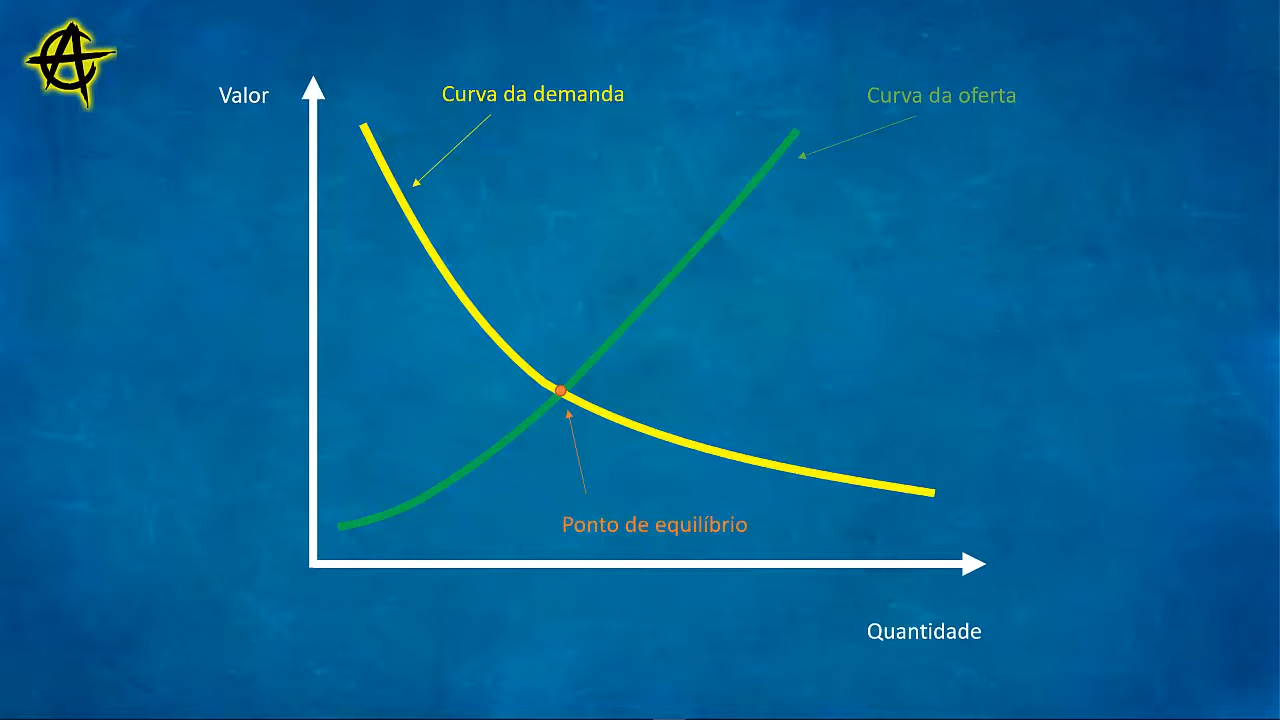 Valor
Curva da demanda
Curva da oferta
Ponto de equilíbrio
Quantidade